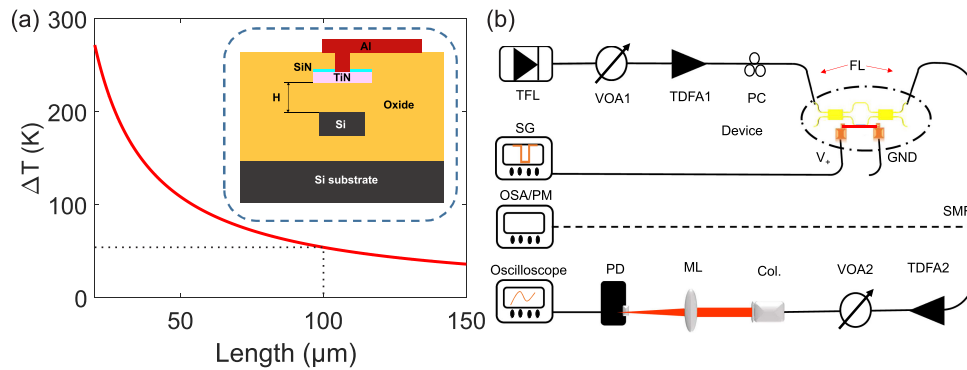 (a)
300
250
200
150
100
50
0
ΔT (K)
50
100
150
Length (μm)
Al
SiN
TiN
H
Oxide
Si
Si substrate
(b)
TFL
VOA1
TDFA1
PC
FL
Device
SG
V+
GND
OSA/PM
SMF
Oscilloscope
PD
ML
Col.
VOA2
TDFA2